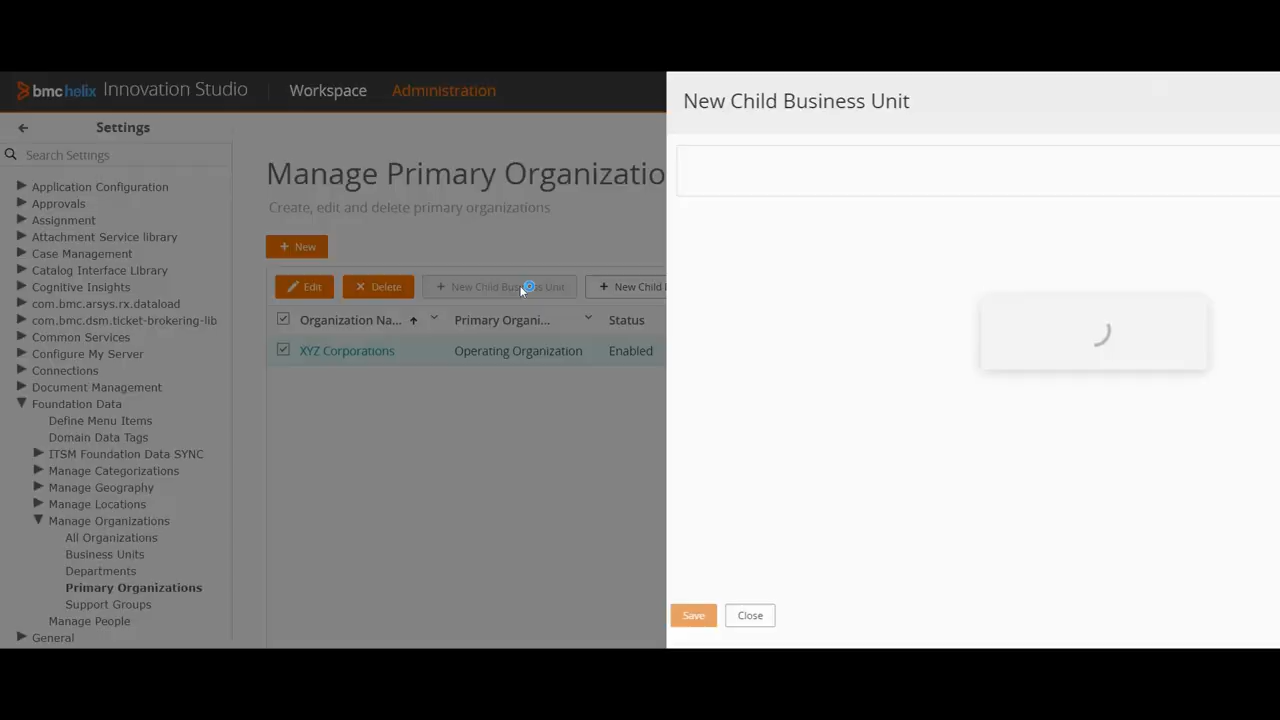 bmchelix Innovation Studio Workspace Administration
New Child Business Unit
Settings
Search Settings
Application Configuration
Approvals
Assignment
Attachment Service library
Case Management
Catalog Interface Library
Cognitive Insights
com.bmc.arsys.rx.dataload
com.bmc.dsm.ticket-brokering-lib
Common Services
Configure My Server
Connections
Document Management
Foundation Data
Define Menu Items
Domain Data Tags
ITSM Foundation Data SYNC
Manage Categorizations
Manage Geography
Manage Locations
Manage Organizations
All Organizations
Business Units
Departments
Primary Organizations
Support Groups
Manage People
General
Manage Primary Organizatio
Create, edit and delete primary organizations
+ New
Edit Delete + New Child Business Unit + New Child
Organization Na... Primary Organi... Status
XYZ Corporations Operating Organization Enabled
Save Close